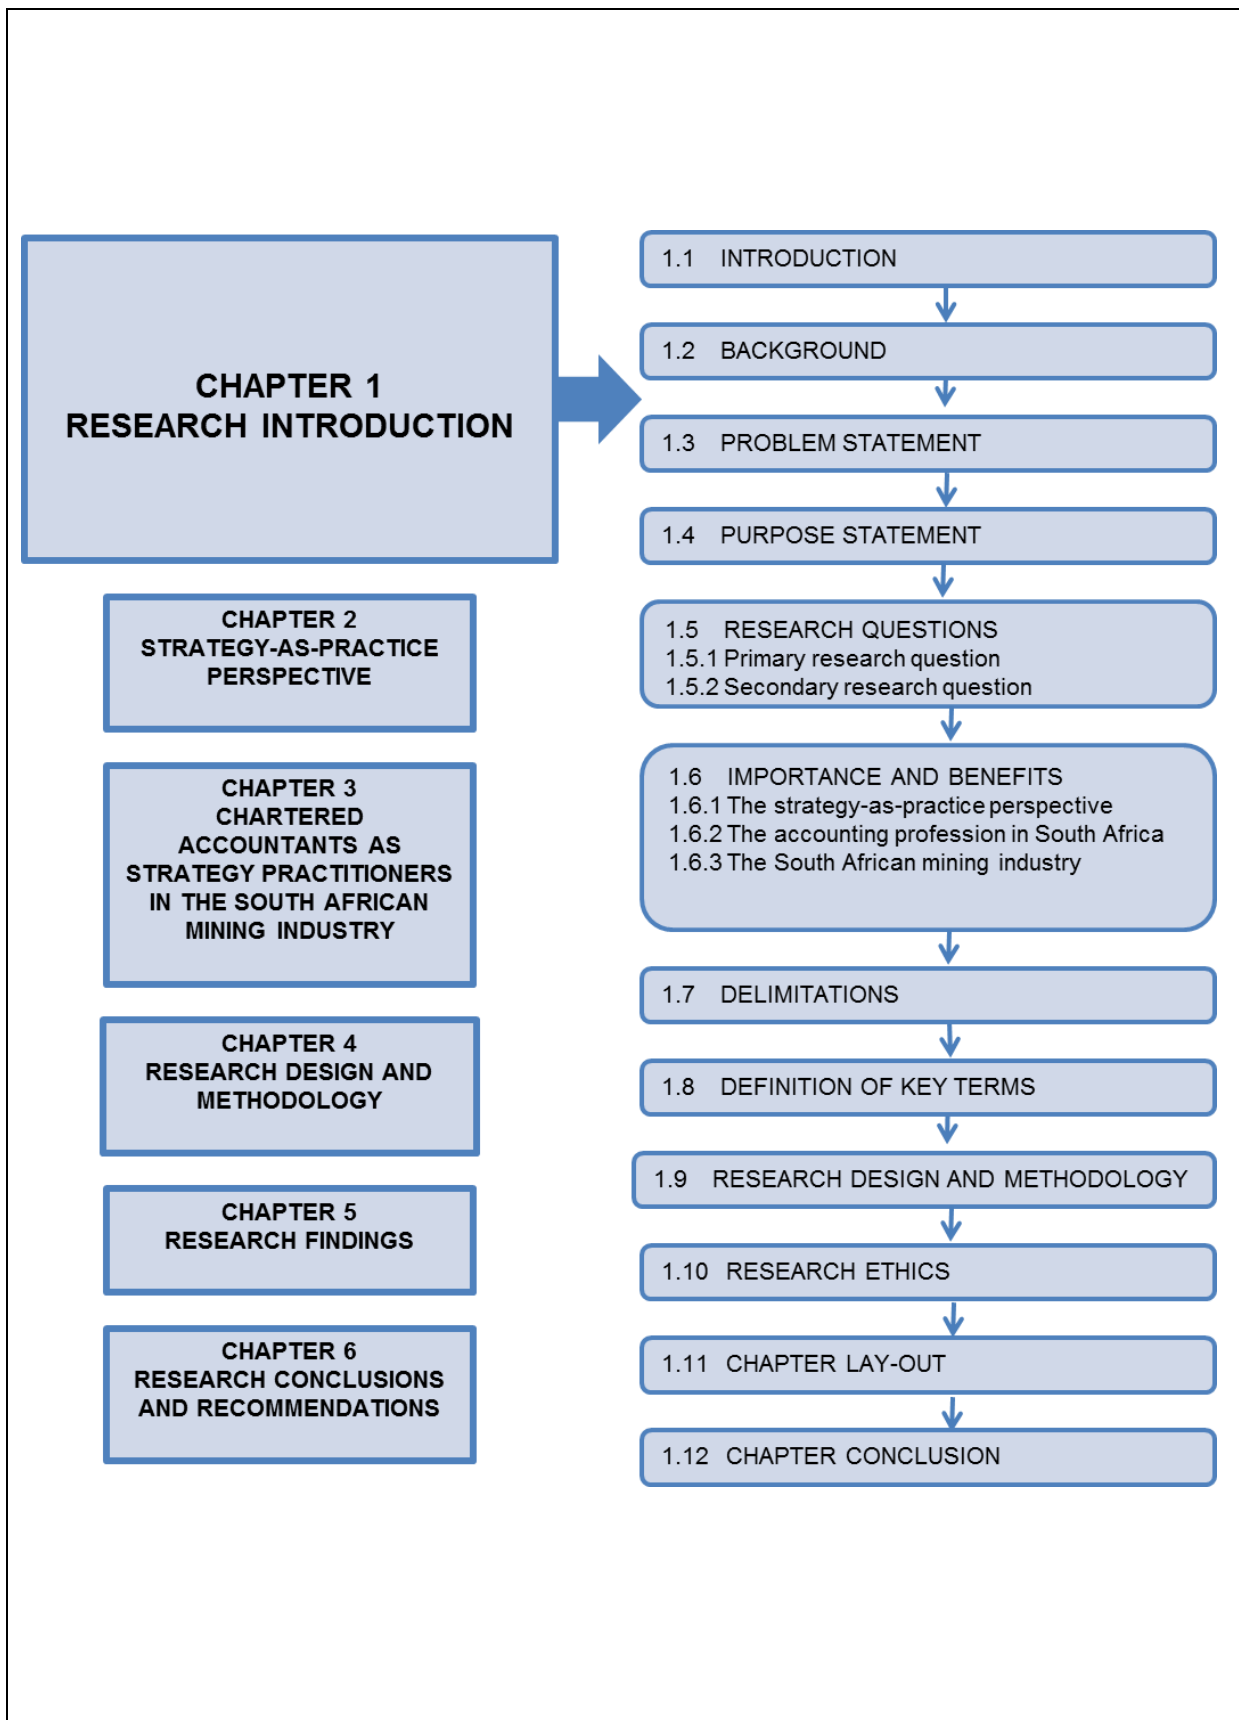 CHAPTER 1
RESEARCH INTRODUCTION
CHAPTER 2
STRATEGY-AS-PRACTICE
PERSPECTIVE
CHAPTER 3
CHARTERED
ACCOUNTANTS AS
STRATEGY PRACTITIONERS
IN THE SOUTH AFRICAN
MINING INDUSTRY
CHAPTER 4
RESEARCH DESIGN AND
METHODOLOGY
CHAPTER 5
RESEARCH FINDINGS
CHAPTER 6
RESEARCH CONCLUSIONS
AND RECOMMENDATIONS
1.1 INTRODUCTION
1.2 BACKGROUND
1.3 PROBLEM STATEMENT
1.4 PURPOSE STATEMENT
1.5 RESEARCH QUESTIONS
1.5.1 Primary research question
1.5.2 Secondary research question
1.6 IMPORTANCE AND BENEFITS
1.6.1 The strategy-as-practice perspective
1.6.2 The accounting profession in South Africa
1.6.3 The South African mining industry
1.7 DELIMITATIONS
1.8 DEFINITION OF KEY TERMS
1.9 RESEARCH DESIGN AND METHODOLOGY
1.10 RESEARCH ETHICS
1.11 CHAPTER LAY-OUT
1.12 CHAPTER CONCLUSION